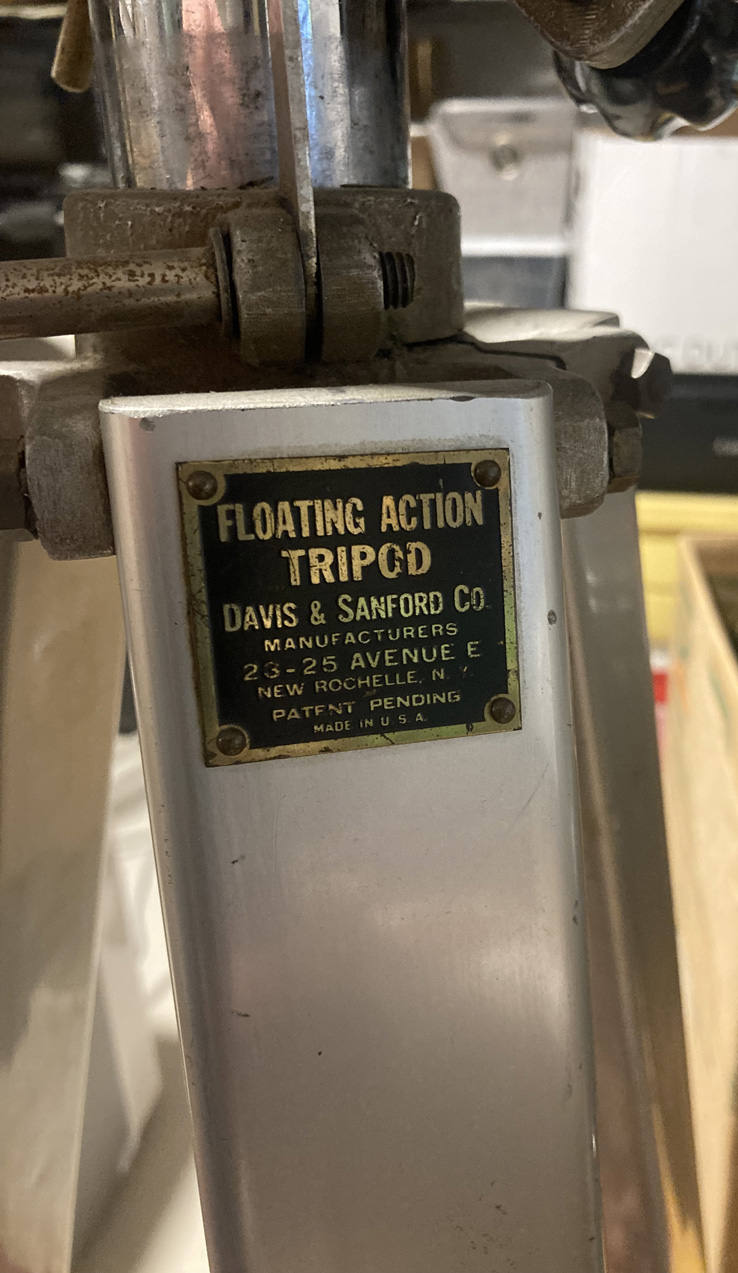 FLOATING ACTION
TRIPOD
DAVIS & SANFORD CO.
MANUFACTURERS
23-25 AVENUE E
NEW ROCHELLE, N.Y.
PATENT PENDING
MADE IN U.S.A.